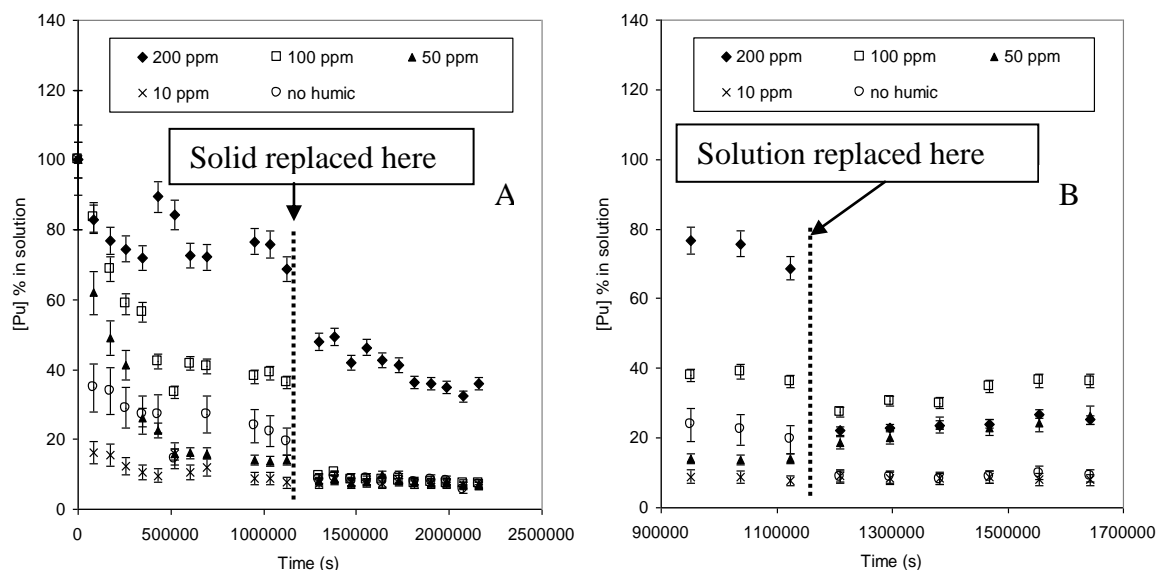 140
120
100
80
60
40
20
0
[Pu] % in solution
200 ppm 100 ppm 50 ppm
10 ppm no humic
Solid replaced here
A
0 500000 1000000 1500000 2000000 2500000
Time (s)
140
120
100
80
60
40
20
0
[Pu] % in solution
200 ppm 100 ppm 50 ppm
10 ppm no humic
Solution replaced here
B
900000 1100000 1300000 1500000 1700000
Time (s)